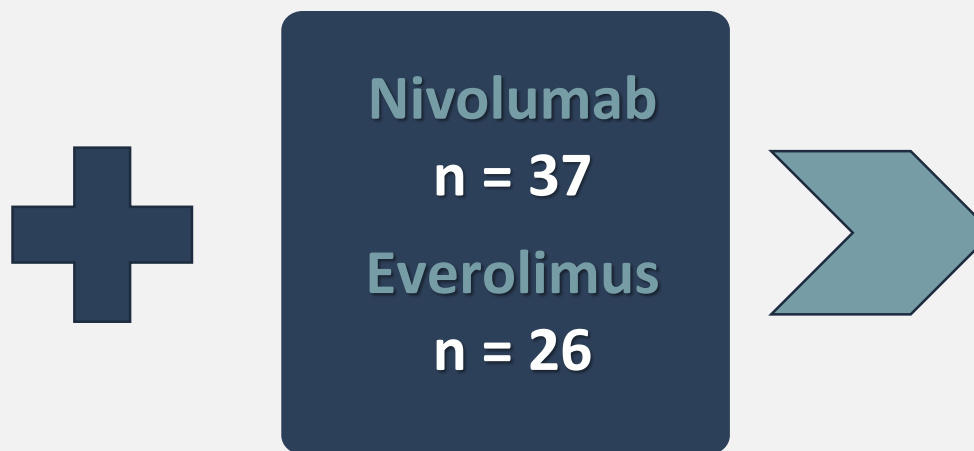 Nivolumab
n = 37
Everolimus
n = 26